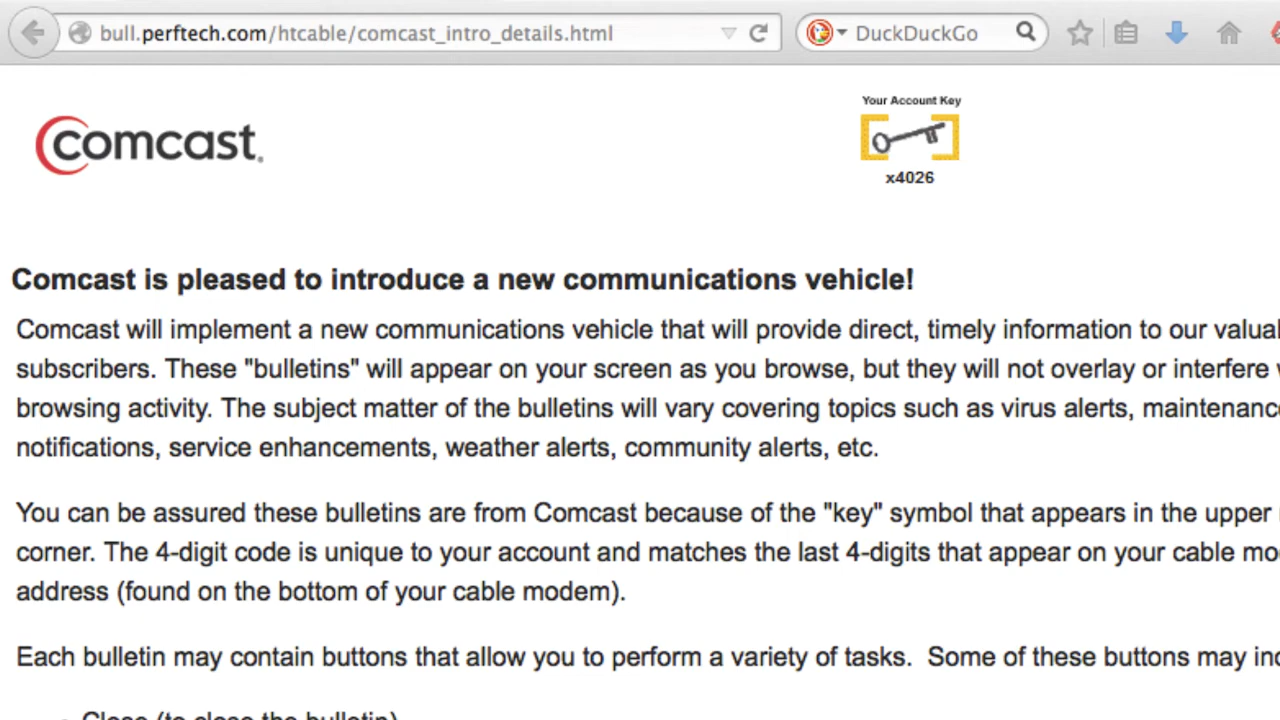 bull.perftech.com/htcable/comcast_intro_details.html
DuckDuckGo
Your Account Key
comcast.
x4026
Comcast is pleased to introduce a new communications vehicle!
Comcast will implement a new communications vehicle that will provide direct, timely information to our
subscribers. These "bulletins" will appear on your screen as you browse, but they will not overlay or interfere
browsing activity. The subject matter of the bulletins will vary covering topics such as virus alerts,
notifications, service enhancements, weather alerts, community alerts, etc.
You can be assured these bulletins are from Comcast because of the "key" symbol that appears in the upper
corner. The 4-digit code is unique to your account and matches the last 4-digits that appear on your cable
address (found on the bottom of your cable modem).
Each bulletin may contain buttons that allow you to perform a variety of tasks. Some of these buttons may
Close (to close the bulletin)